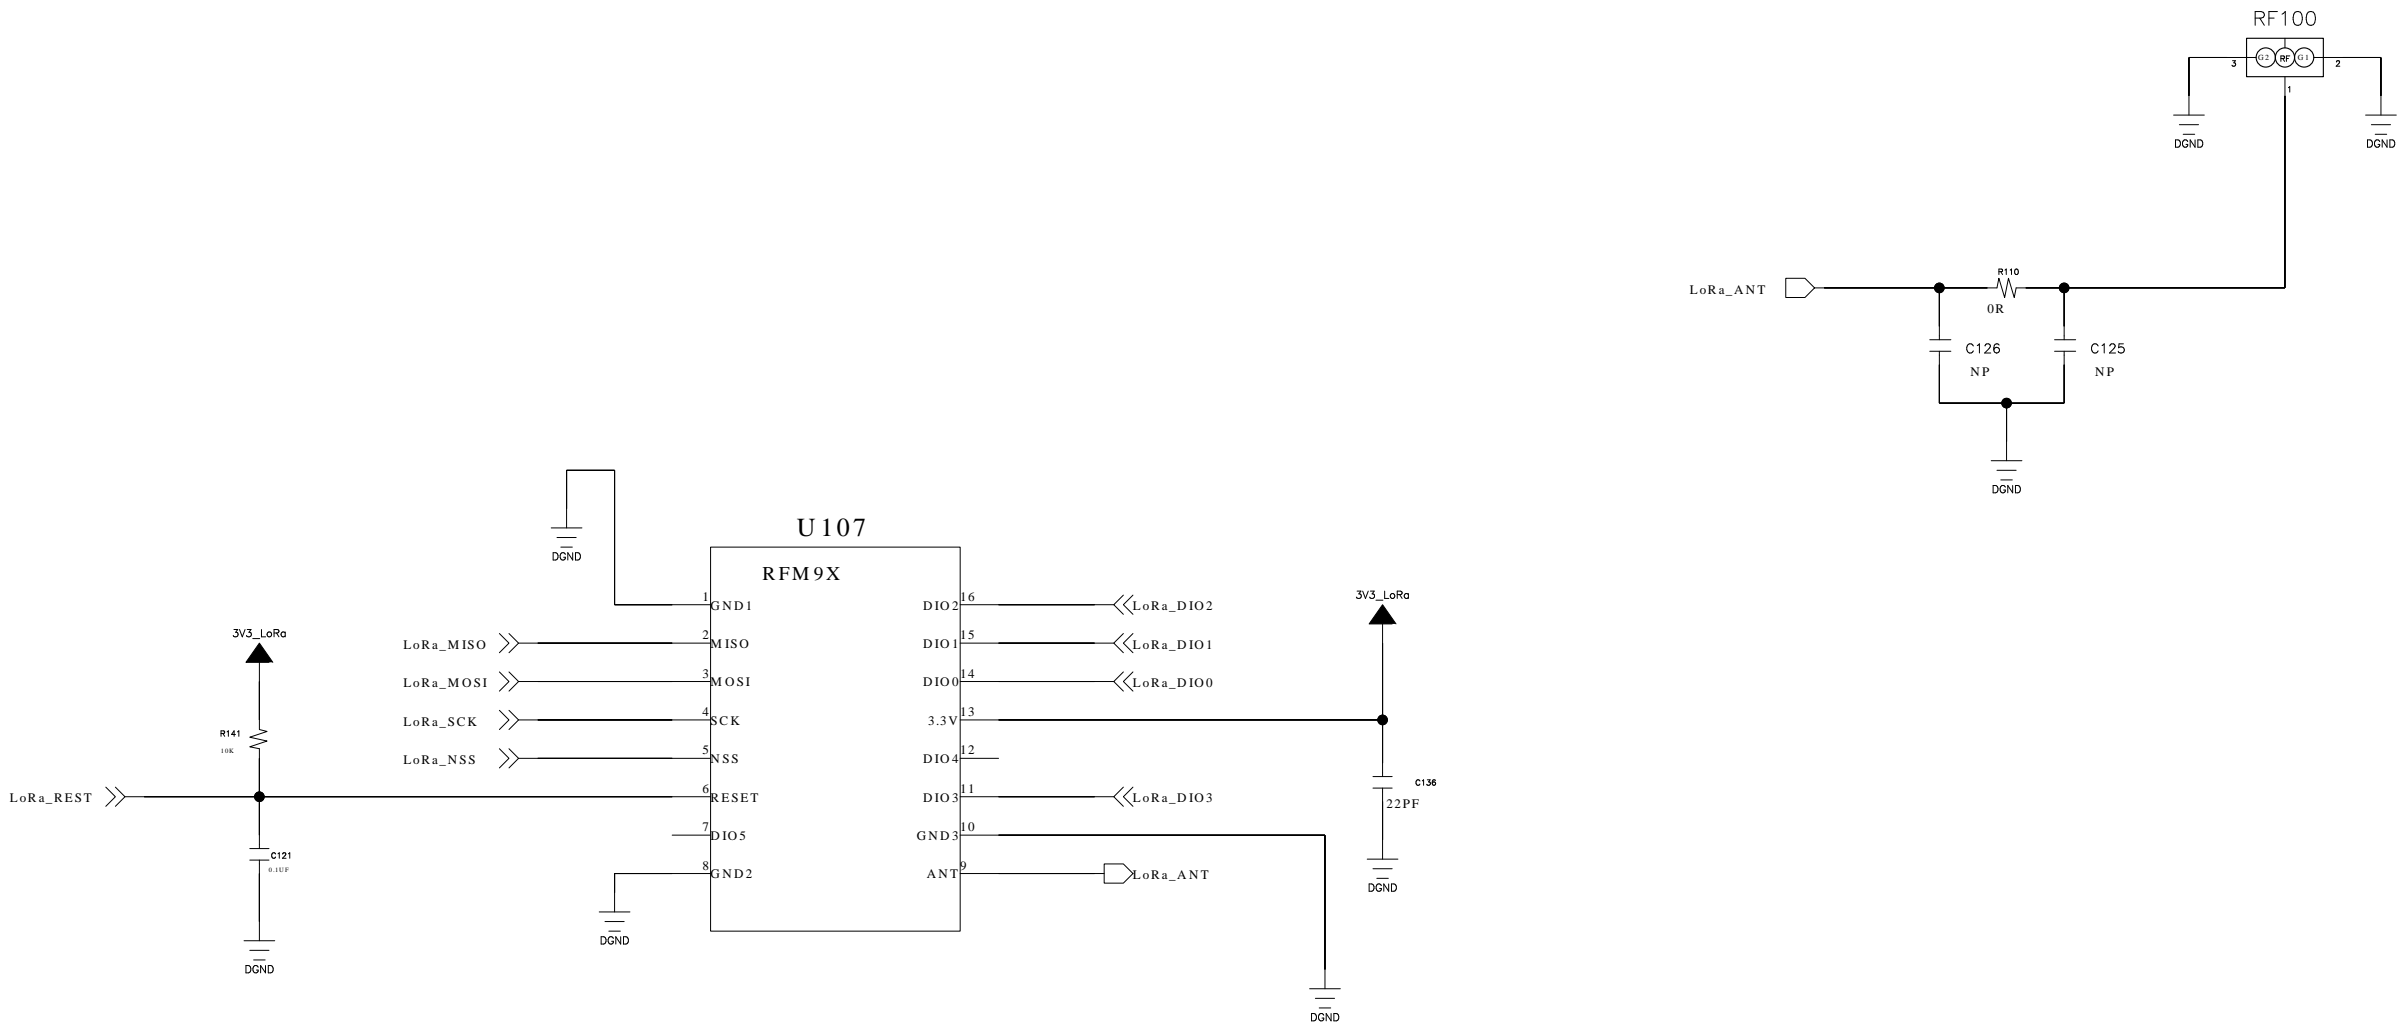 RF100
G2 RF G1
3
2
1
DGND
DGND
R110
LoRa_ANT
0R
C126
C125
NP
NP
DGND
U107
DGND
RFM9X
1 GND1
DIO2 16
LoRa_DIO2
3V3_LoRa
3V3_LoRa
LoRa_MISO
2 MISO
DIO1 15
LoRa_DIO1
LoRa_MOSI
3 MOSI
DIO0 14
LoRa_DIO0
LoRa_SCK
4 SCK
3.3V 13
R141
10K
LoRa_NSS
5 NSS
DIO4 12
C136
22PF
LoRa_REST
6 RESET
DIO3 11
LoRa_DIO3
7 DIO5
GND3 10
C121
0.1UF
8 GND2
ANT 9
LoRa_ANT
DGND
DGND
DGND
DGND